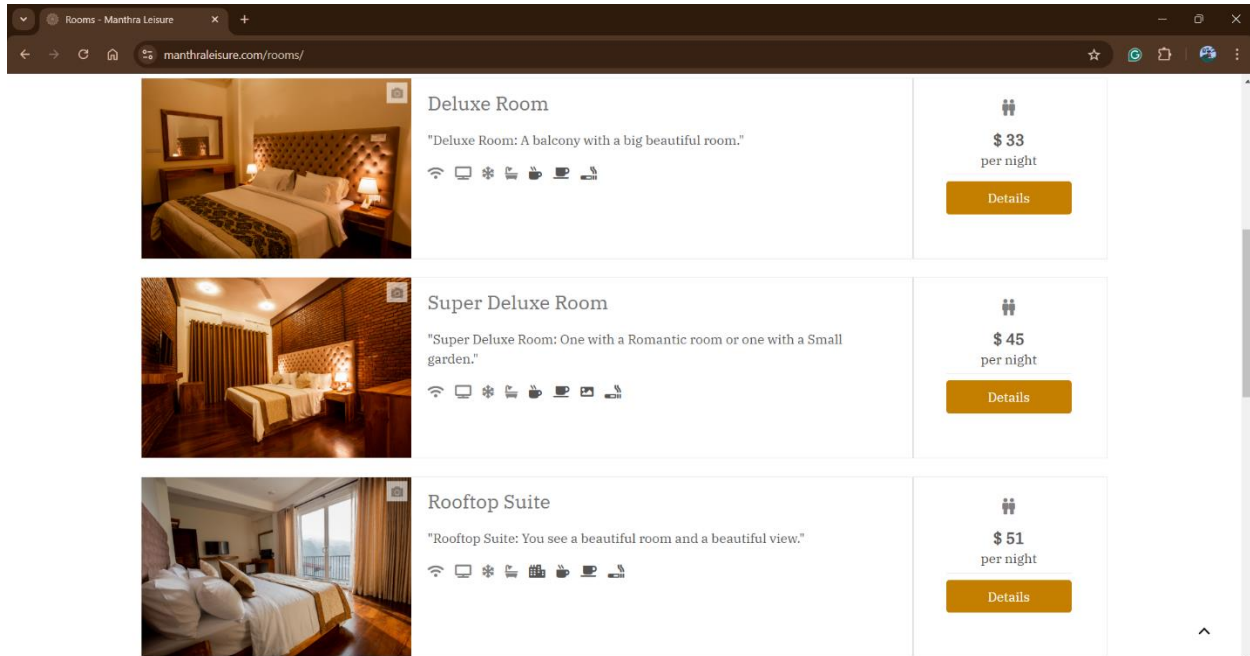 Rooms - Manthra Leisure
manthraleisure.com/rooms/
Deluxe Room
"Deluxe Room: A balcony with a big beautiful room."
$ 33
per night
Details
Super Deluxe Room
"Super Deluxe Room: One with a Romantic room or one with a Small
garden."
$ 45
per night
Details
Rooftop Suite
"Rooftop Suite: You see a beautiful room and a beautiful view."
$ 51
per night
Details